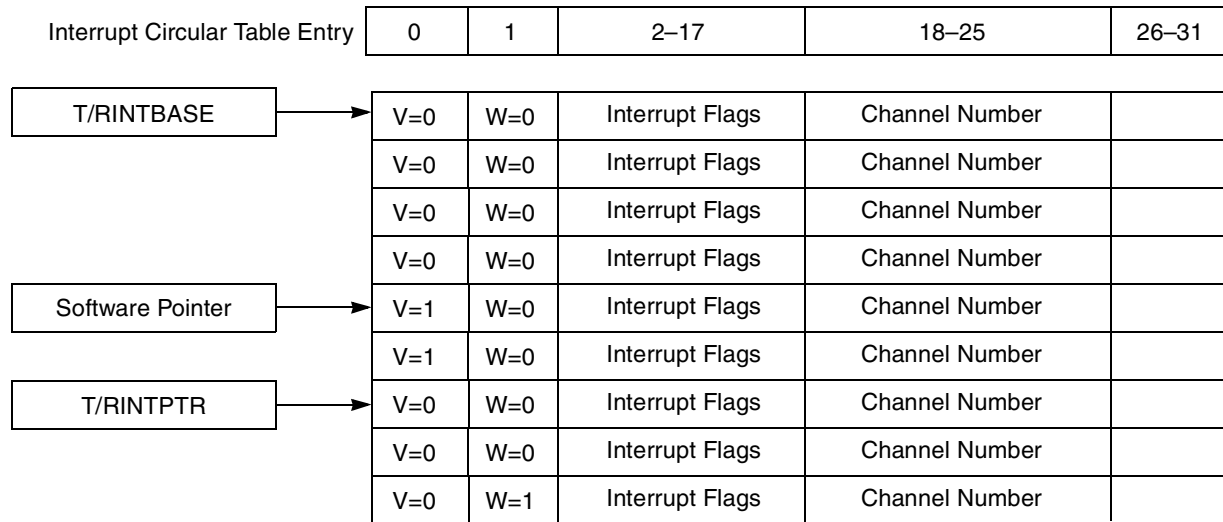 Interrupt Circular Table Entry 0 1 2–17 18–25 26–31
T/RINTBASE V=0 W=0 Interrupt Flags Channel Number
V=0 W=0 Interrupt Flags Channel Number
V=0 W=0 Interrupt Flags Channel Number
V=0 W=0 Interrupt Flags Channel Number
Software Pointer V=1 W=0 Interrupt Flags Channel Number
V=1 W=0 Interrupt Flags Channel Number
T/RINTPTR V=0 W=0 Interrupt Flags Channel Number
V=0 W=0 Interrupt Flags Channel Number
V=0 W=1 Interrupt Flags Channel Number